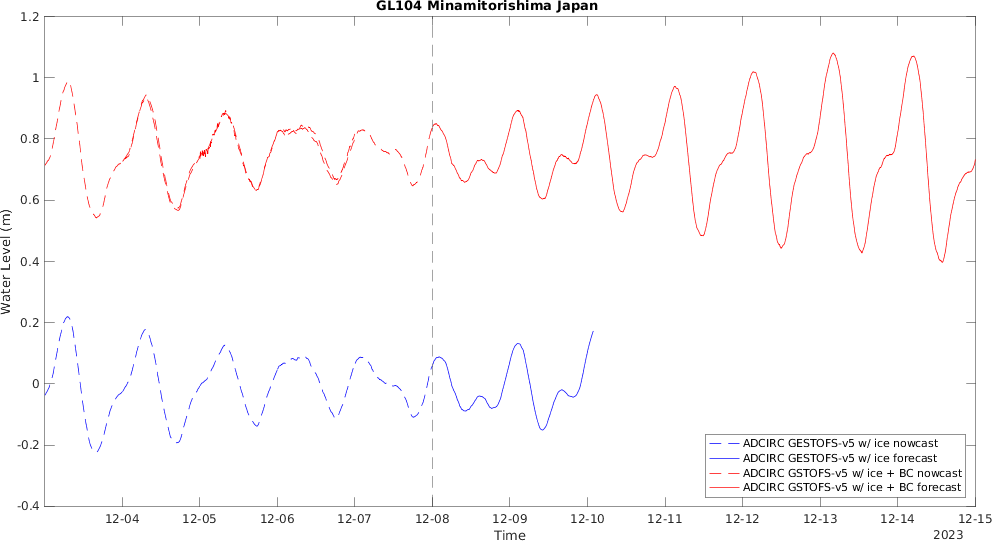 GL104 Minamitorishima Japan
1.2
1
0.8
0.6
0.4
0.2
0
-0.2
-0.4
Water Level (m)
12-04 12-05 12-06 12-07 12-08 12-09 12-10 12-11 12-12 12-13 12-14 12-15
Time
2023
ADCIRC GESTOFS-v5 w/ ice nowcast
ADCIRC GESTOFS-v5 w/ ice forecast
ADCIRC GSTOFS-v5 w/ ice + BC nowcast
ADCIRC GSTOFS-v5 w/ ice + BC forecast